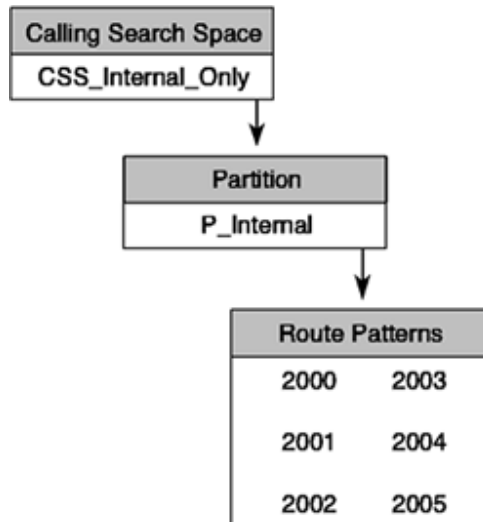 Calling Search Space
CSS_Internal_Only
Partition
P_Internal
Route Patterns
2000 2003
2001 2004
2002 2005